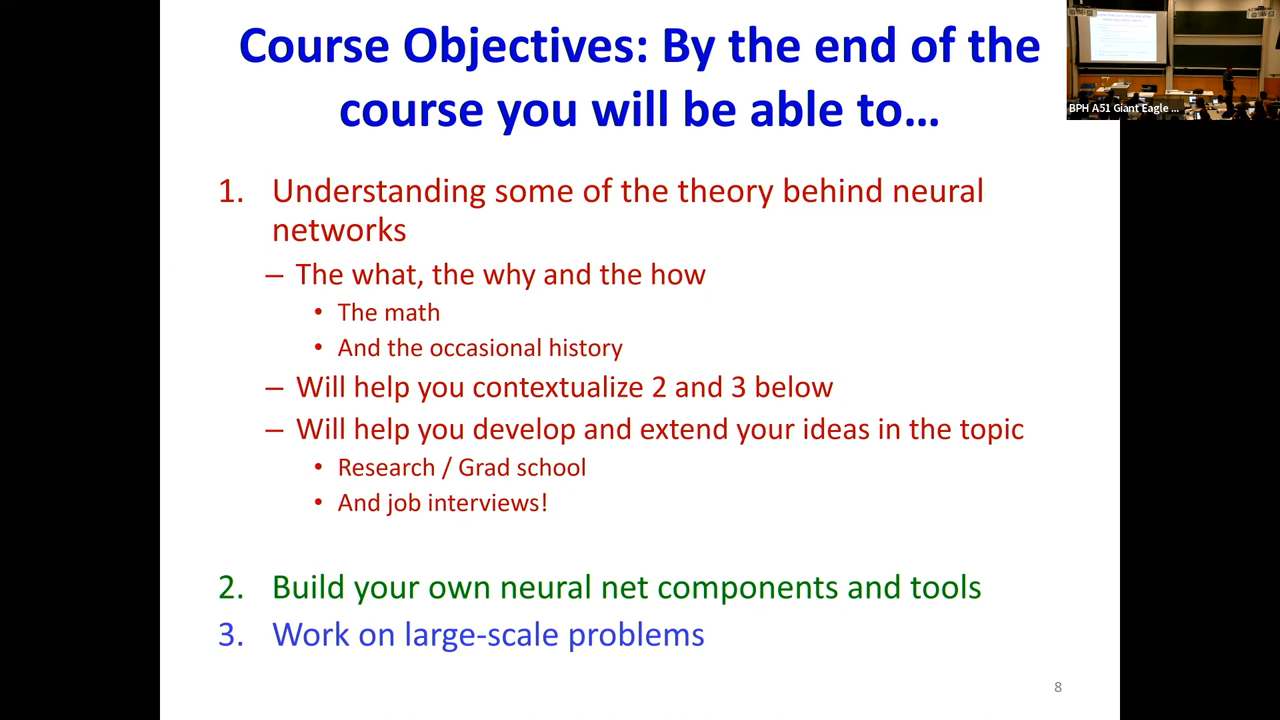 Course Objectives: By the end of the
course you will be able to…
BPH A51 Giant Eagle ...
1. Understanding some of the theory behind neural
networks
– The what, the why and the how
• The math
• And the occasional history
– Will help you contextualize 2 and 3 below
– Will help you develop and extend your ideas in the topic
• Research / Grad school
• And job interviews!
2. Build your own neural net components and tools
3. Work on large-scale problems
8